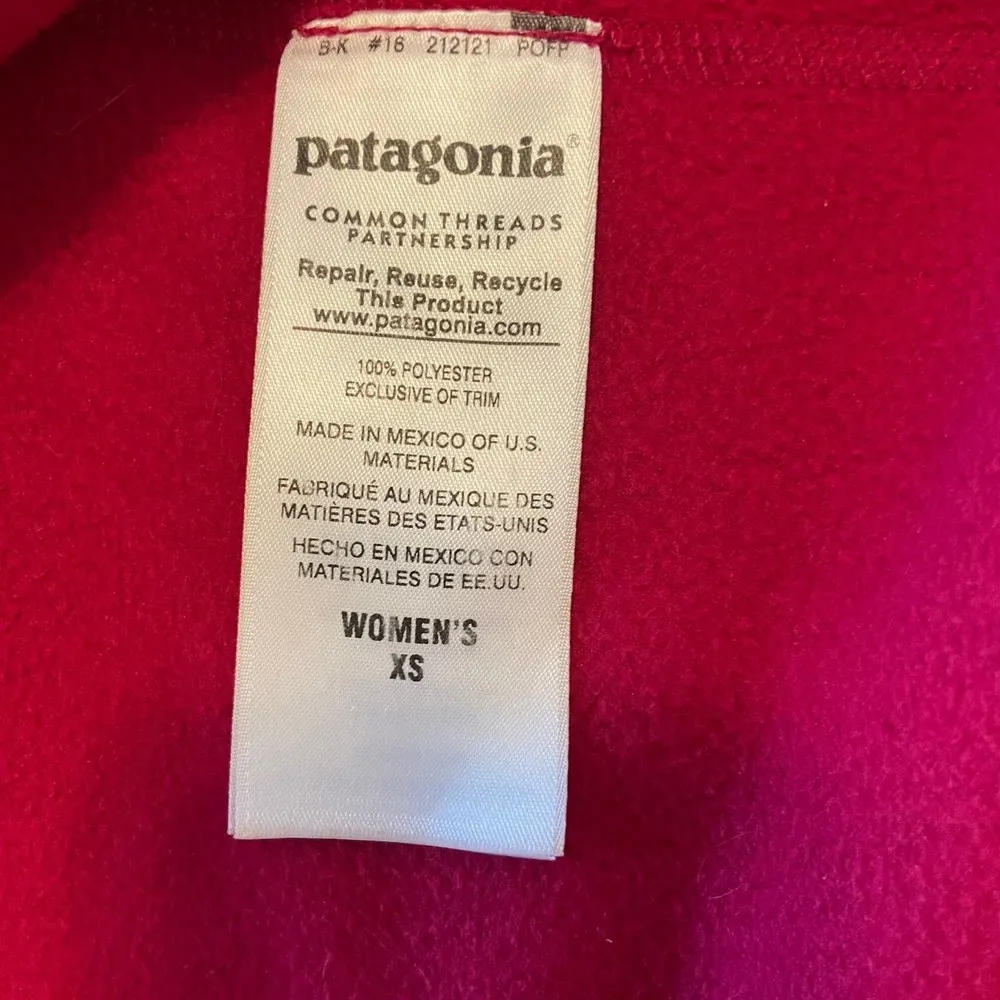 B-K #16 212121 POFP
patagonia®
COMMON THREADS
PARTNERSHIP
Repair, Reuse, Recycle
This Product
www.patagonia.com
100% POLYESTER
EXCLUSIVE OF TRIM
MADE IN MEXICO OF U.S.
MATERIALS
FABRIQUÉ AU MEXIQUE DES
MATIÈRES DES ETATS-UNIS
HECHO EN MEXICO CON
MATERIALES DE EE.UU.
WOMEN'S
XS